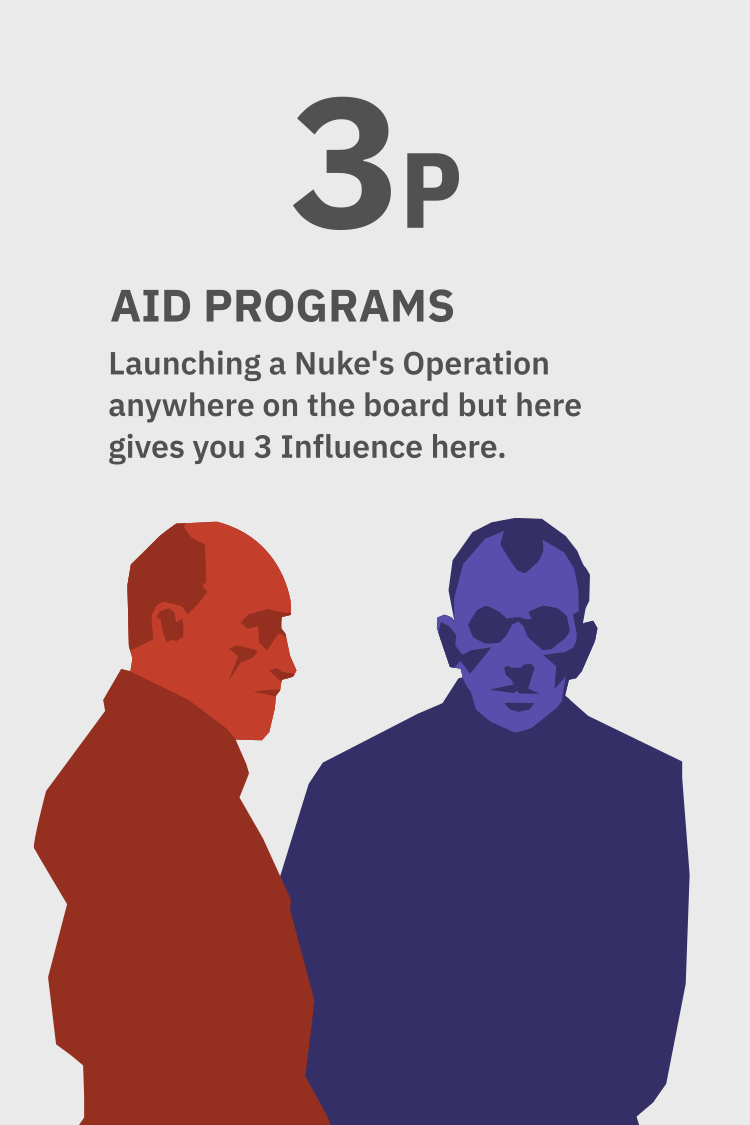 3P
AID PROGRAMS
Launching a Nuke's Operation
anywhere on the board but here
gives you 3 Influence here.